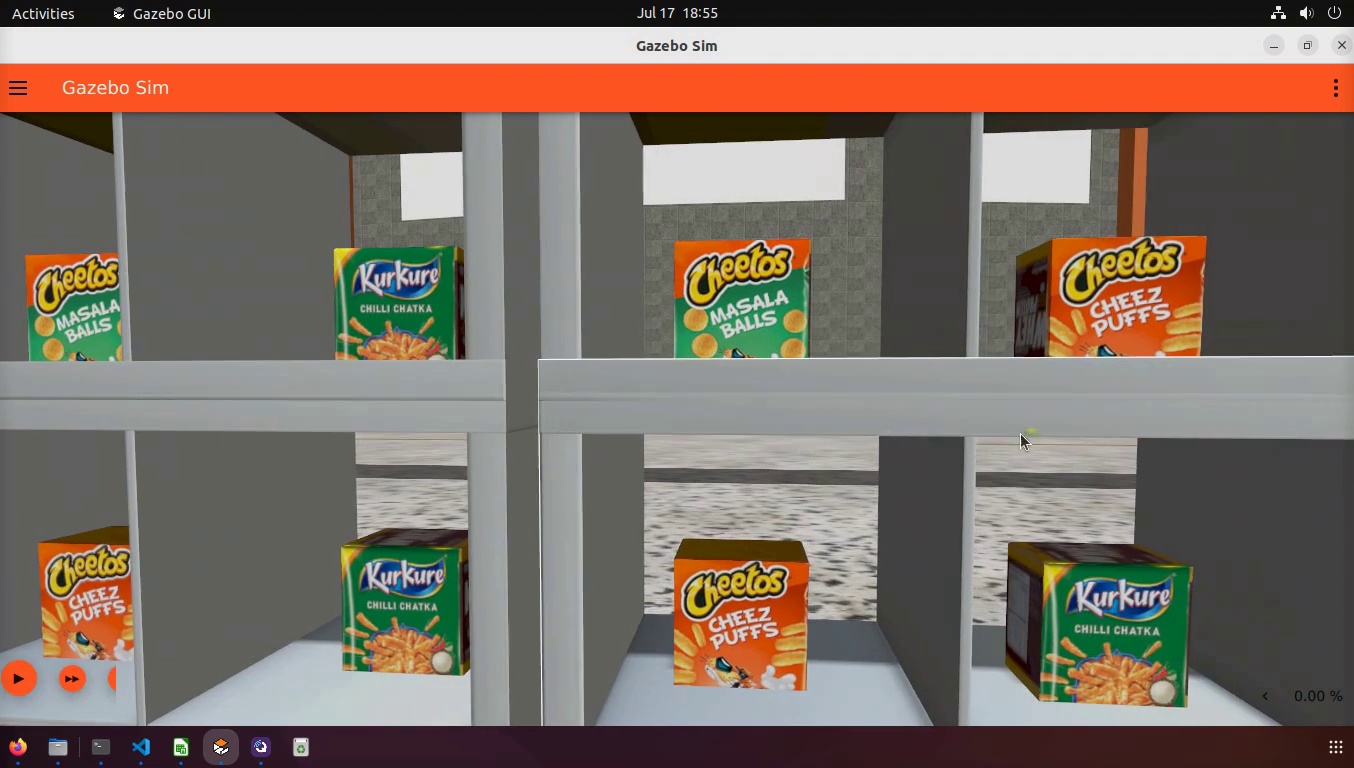 Activities
Gazebo GUI
Jul 17 18:55
Gazebo Sim
Gazebo Sim
Cheetos
MASALA
BALLS
Kurkure
CHILLI CHATKA
Cheetos
MASALA
BALLS
Cheetos
CHEEZ
PUFFS
Cheetos
CHEEZ
PUFFS
Kurkure
CHILLI CHATKA
Cheetos
CHEEZ
PUFFS
Kurkure
CHILLI CHATKA
0.00 %